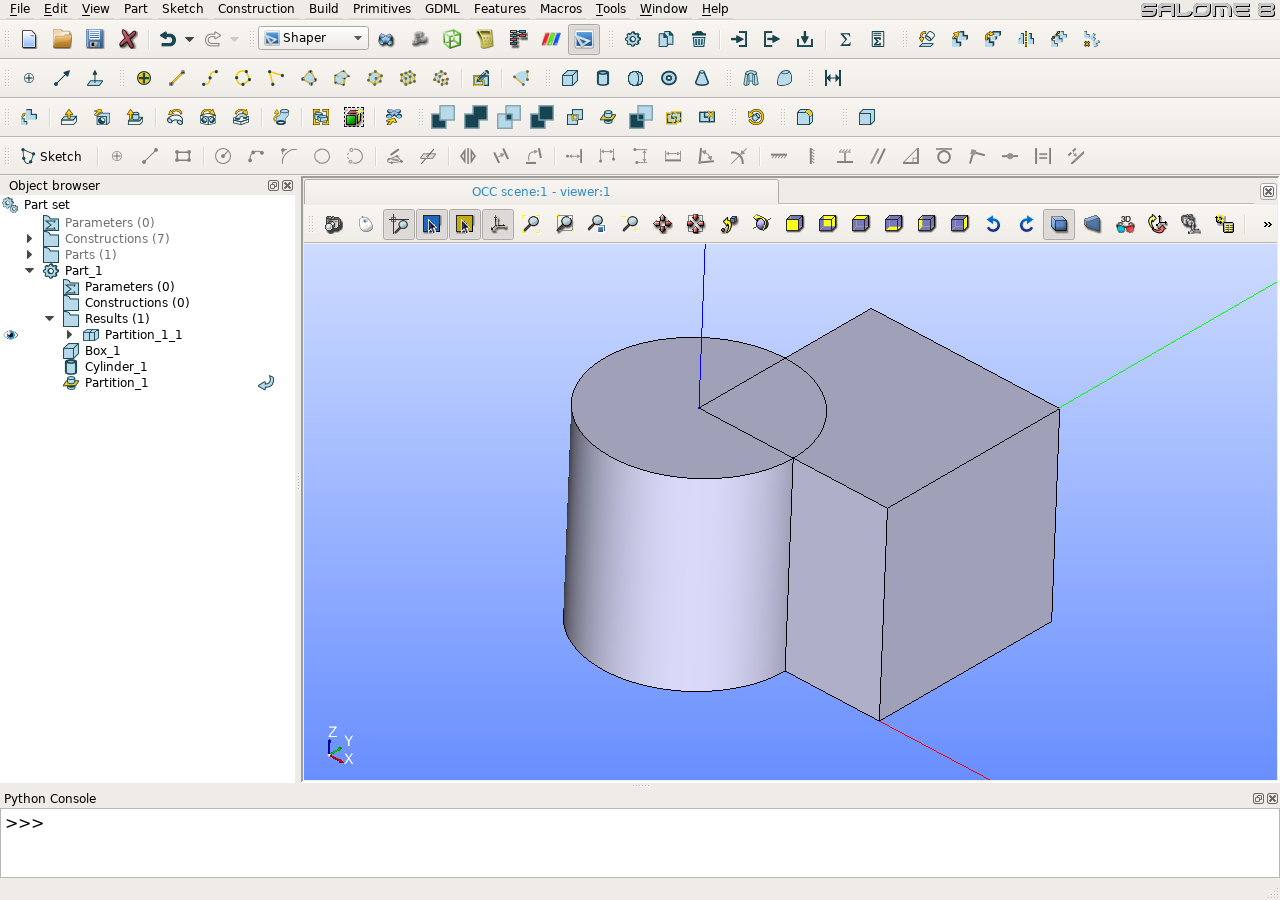 File Edit View Part Sketch Construction Build Primitives GDML Features Macros Tools Window Help
SALOME 8
Shaper
Sketch
Object browser
OCC scene:1 - viewer:1
Part set
Parameters (0)
Constructions (7)
Parts (1)
Part_1
Parameters (0)
Constructions (0)
Results (1)
Partition_1_1
Box_1
Cylinder_1
Partition_1
3D
»
Z
Y
X
Python Console
>>>